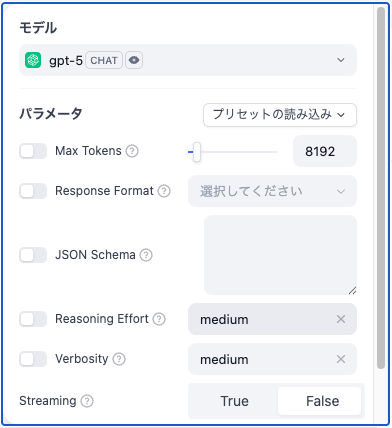 モデル
gpt-5 CHAT
パラメータ
プリセットの読み込み
Max Tokens ? 8192
Response Format ? 選択してください
JSON Schema ?
Reasoning Effort ? medium
Verbosity ? medium
Streaming ? True False